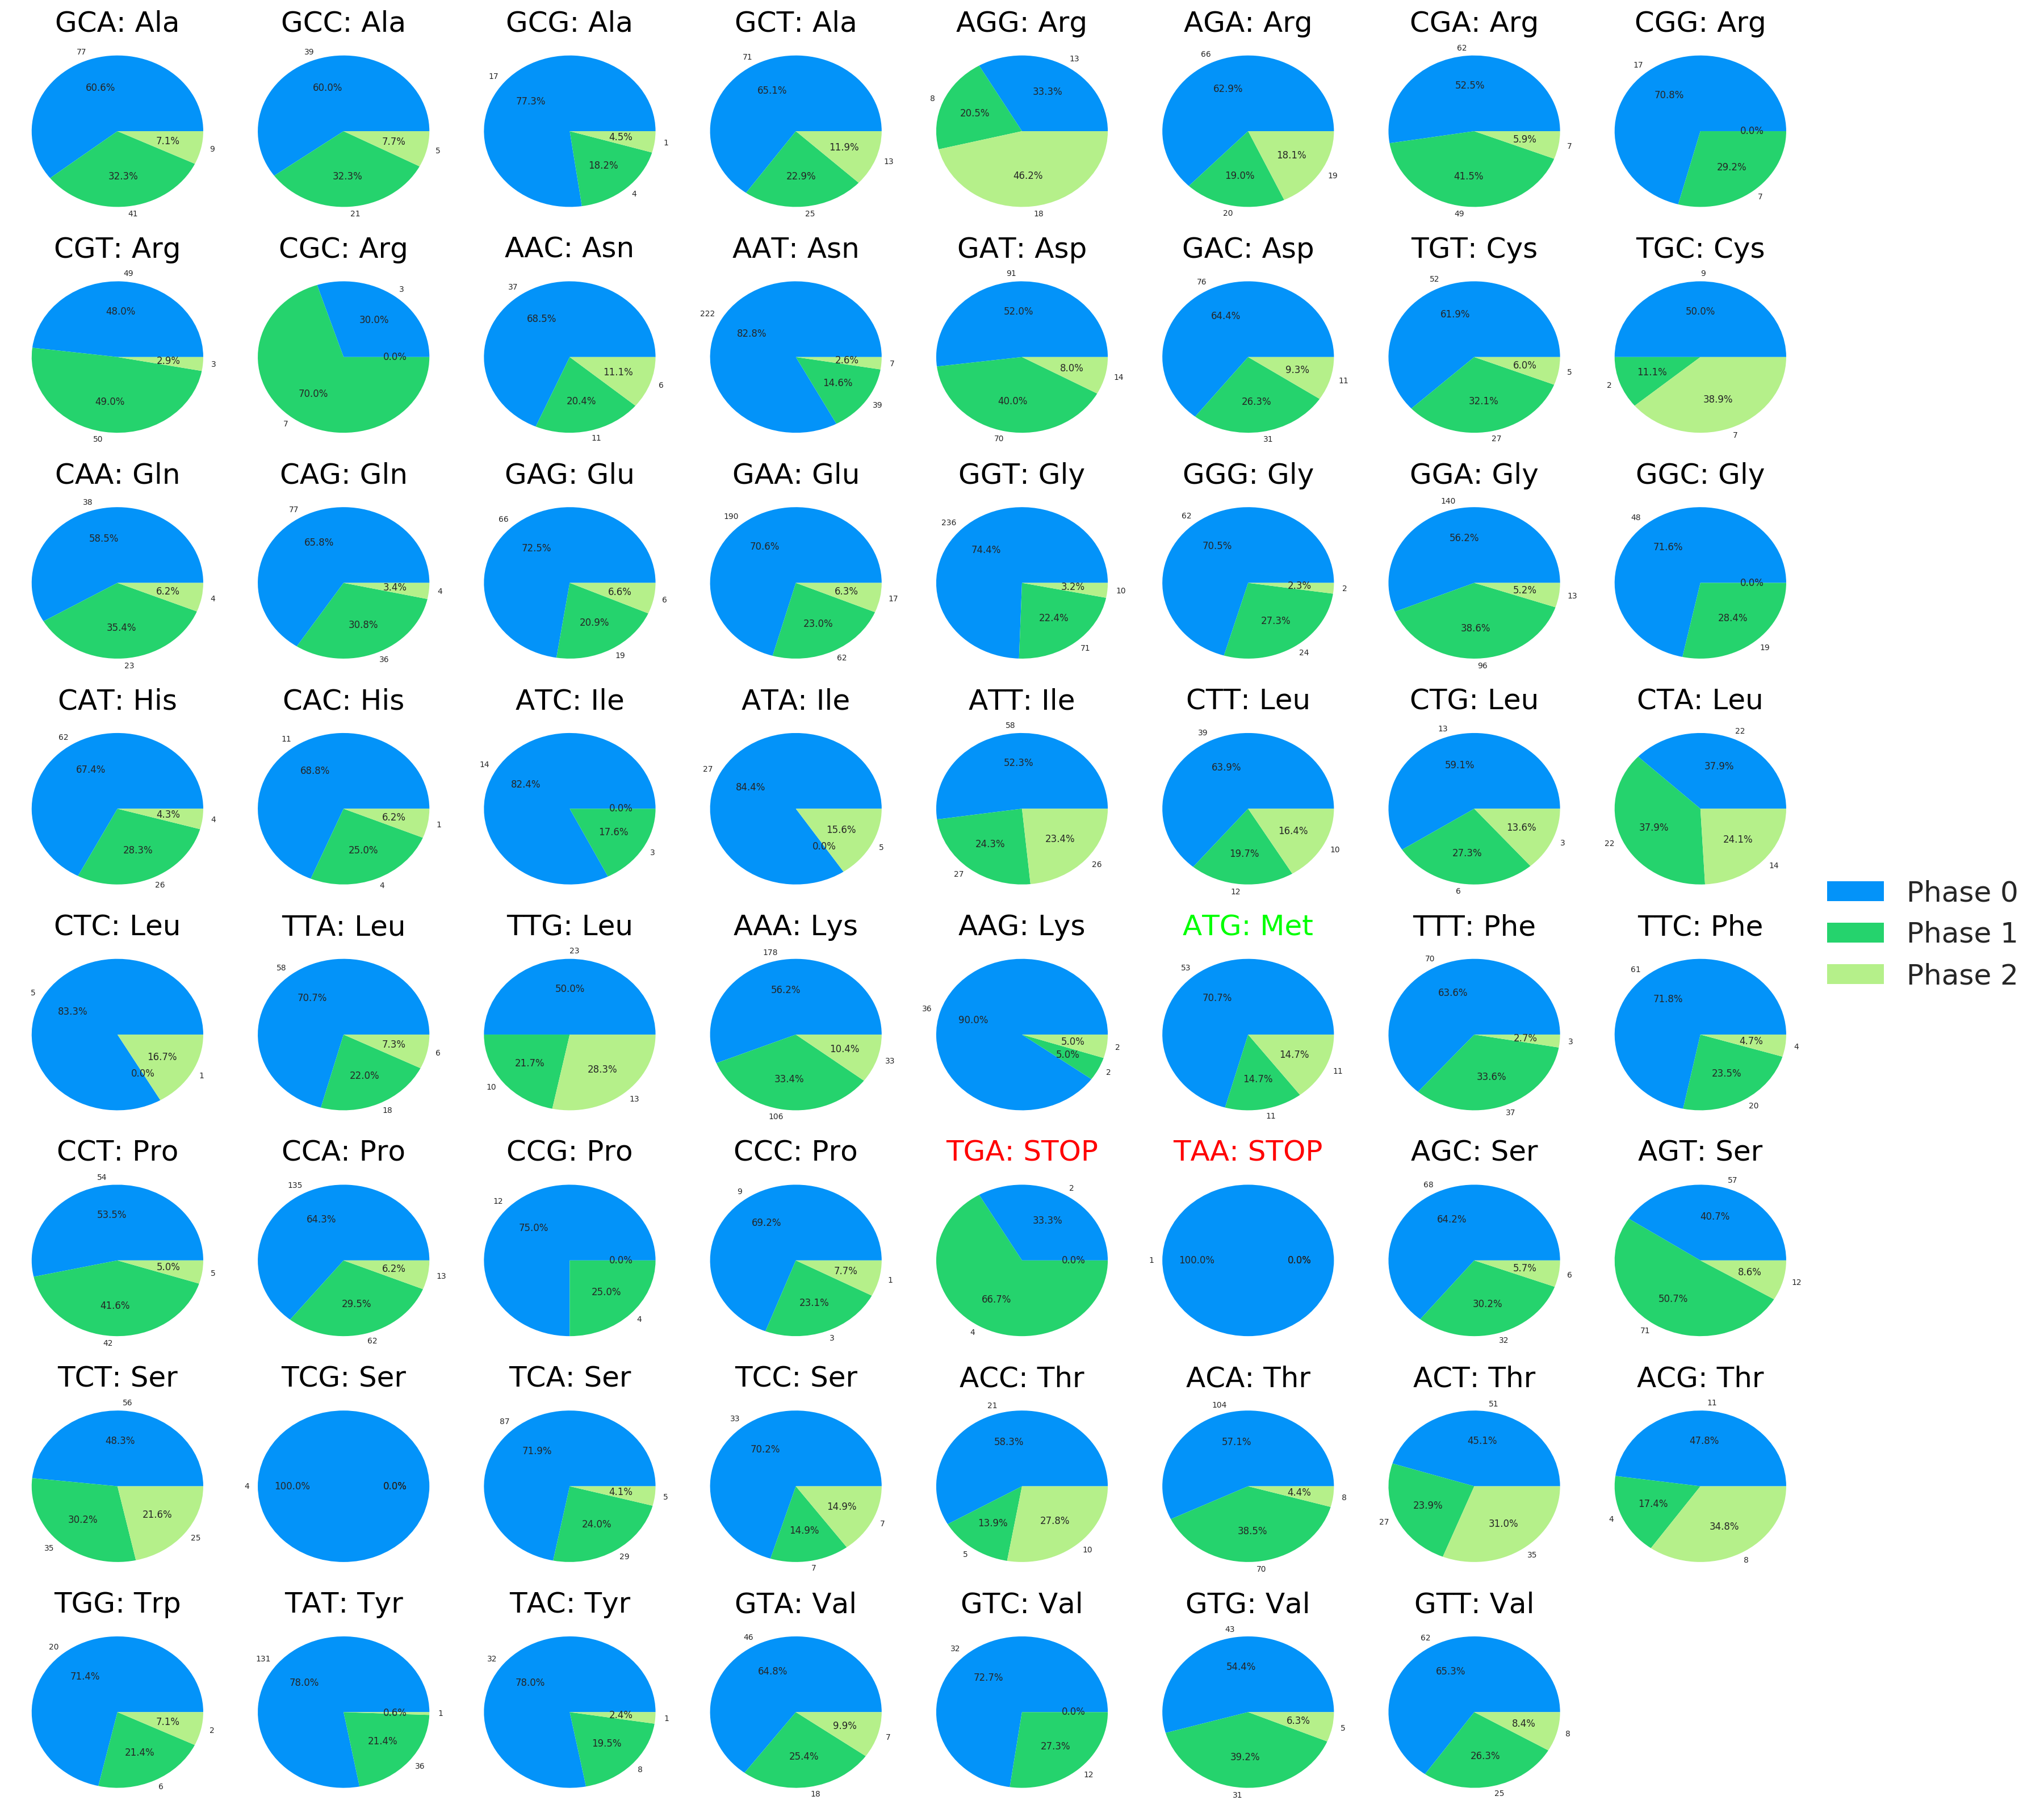 GCA: Ala GCC: Ala GCG: Ala GCT: Ala AGG: Arg AGA: Arg CGA: Arg CGG: Arg
77 60.6% 32.3% 41 7.1% 9
39 60.0% 32.3% 21 7.7% 5
17 77.3% 18.2% 4 4.5% 1
71 65.1% 22.9% 25 11.9% 13
13 33.3% 8 20.5% 46.2% 18
66 62.9% 19.0% 20 18.1% 19
62 52.5% 41.5% 49 5.9% 7
17 70.8% 29.2% 7 0.0%
CGT: Arg CGC: Arg AAC: Asn AAT: Asn GAT: Asp GAC: Asp TGT: Cys TGC: Cys
49 48.0% 49.0% 50 2.9% 3
3 30.0% 70.0% 7 0.0%
37 68.5% 20.4% 11 11.1% 6
222 82.8% 14.6% 39 2.6% 7
91 52.0% 40.0% 70 8.0% 14
76 64.4% 26.3% 31 9.3% 11
52 61.9% 32.1% 27 6.0% 5
9 50.0% 11.1% 2 38.9% 7
CAA: Gln CAG: Gln GAG: Glu GAA: Glu GGT: Gly GGG: Gly GGA: Gly GGC: Gly
38 58.5% 35.4% 23 6.2% 4
77 65.8% 30.8% 36 3.4% 4
66 72.5% 20.9% 19 6.6% 6
190 70.6% 23.0% 62 6.3% 17
236 74.4% 22.4% 71 3.2% 10
62 70.5% 27.3% 24 2.3% 2
140 56.2% 38.6% 96 5.2% 13
48 71.6% 28.4% 19 0.0%
CAT: His CAC: His ATC: Ile ATA: Ile ATT: Ile CTT: Leu CTG: Leu CTA: Leu
62 67.4% 28.3% 26 4.3% 4
11 68.8% 25.0% 4 6.2% 1
14 82.4% 17.6% 3 0.0%
27 84.4% 0.0% 15.6% 5
58 52.3% 24.3% 27 23.4% 26
39 63.9% 19.7% 12 16.4% 10
13 59.1% 27.3% 6 13.6% 3
22 37.9% 37.9% 22 24.1% 14
Phase 0
Phase 1
Phase 2
CTC: Leu TTA: Leu TTG: Leu AAA: Lys AAG: Lys ATG: Met TTT: Phe TTC: Phe
5 83.3% 0.0% 16.7% 1
58 70.7% 22.0% 18 7.3% 6
23 50.0% 21.7% 10 28.3% 13
178 56.2% 33.4% 106 10.4% 33
36 90.0% 5.0% 2 5.0% 2
53 70.7% 14.7% 11 14.7% 11
70 63.6% 33.6% 37 2.7% 3
61 71.8% 23.5% 20 4.7% 4
CCT: Pro CCA: Pro CCG: Pro CCC: Pro TGA: STOP TAA: STOP AGC: Ser AGT: Ser
54 53.5% 41.6% 42 5.0% 5
135 64.3% 29.5% 62 6.2% 13
12 75.0% 25.0% 4 0.0%
9 69.2% 23.1% 3 7.7% 1
2 33.3% 66.7% 4 0.0%
1 100.0% 0.0%
68 64.2% 30.2% 32 5.7% 6
57 40.7% 50.7% 71 8.6% 12
TCT: Ser TCG: Ser TCA: Ser TCC: Ser ACC: Thr ACA: Thr ACT: Thr ACG: Thr
56 48.3% 30.2% 35 21.6% 25
4 100.0% 0.0%
87 71.9% 24.0% 29 4.1% 5
33 70.2% 14.9% 7 14.9% 7
21 58.3% 13.9% 5 27.8% 10
104 57.1% 38.5% 70 4.4% 8
51 45.1% 23.9% 27 31.0% 35
11 47.8% 17.4% 4 34.8% 8
TGG: Trp TAT: Tyr TAC: Tyr GTA: Val GTC: Val GTG: Val GTT: Val
20 71.4% 21.4% 6 7.1% 2
131 78.0% 21.4% 36 0.6% 1
32 78.0% 19.5% 8 2.4% 1
46 64.8% 25.4% 18 9.9% 7
32 72.7% 27.3% 12 0.0%
43 54.4% 39.2% 31 6.3% 5
62 65.3% 26.3% 25 8.4% 8